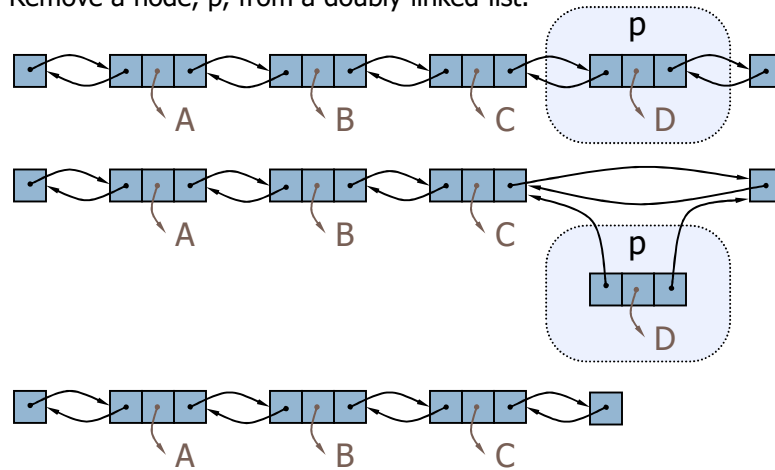 Remove a node, p, from a doubly-linked list.
p
A B C D
A B C
p
D
A B C